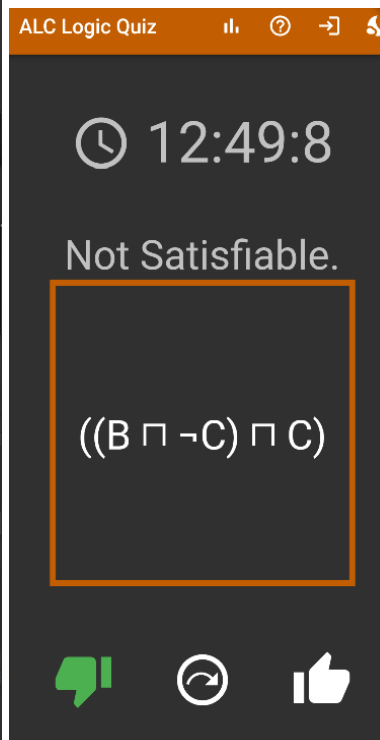 ALC Logic Quiz
12:49:8
Not Satisfiable.
((B ⊓ ¬C) ⊓ C)